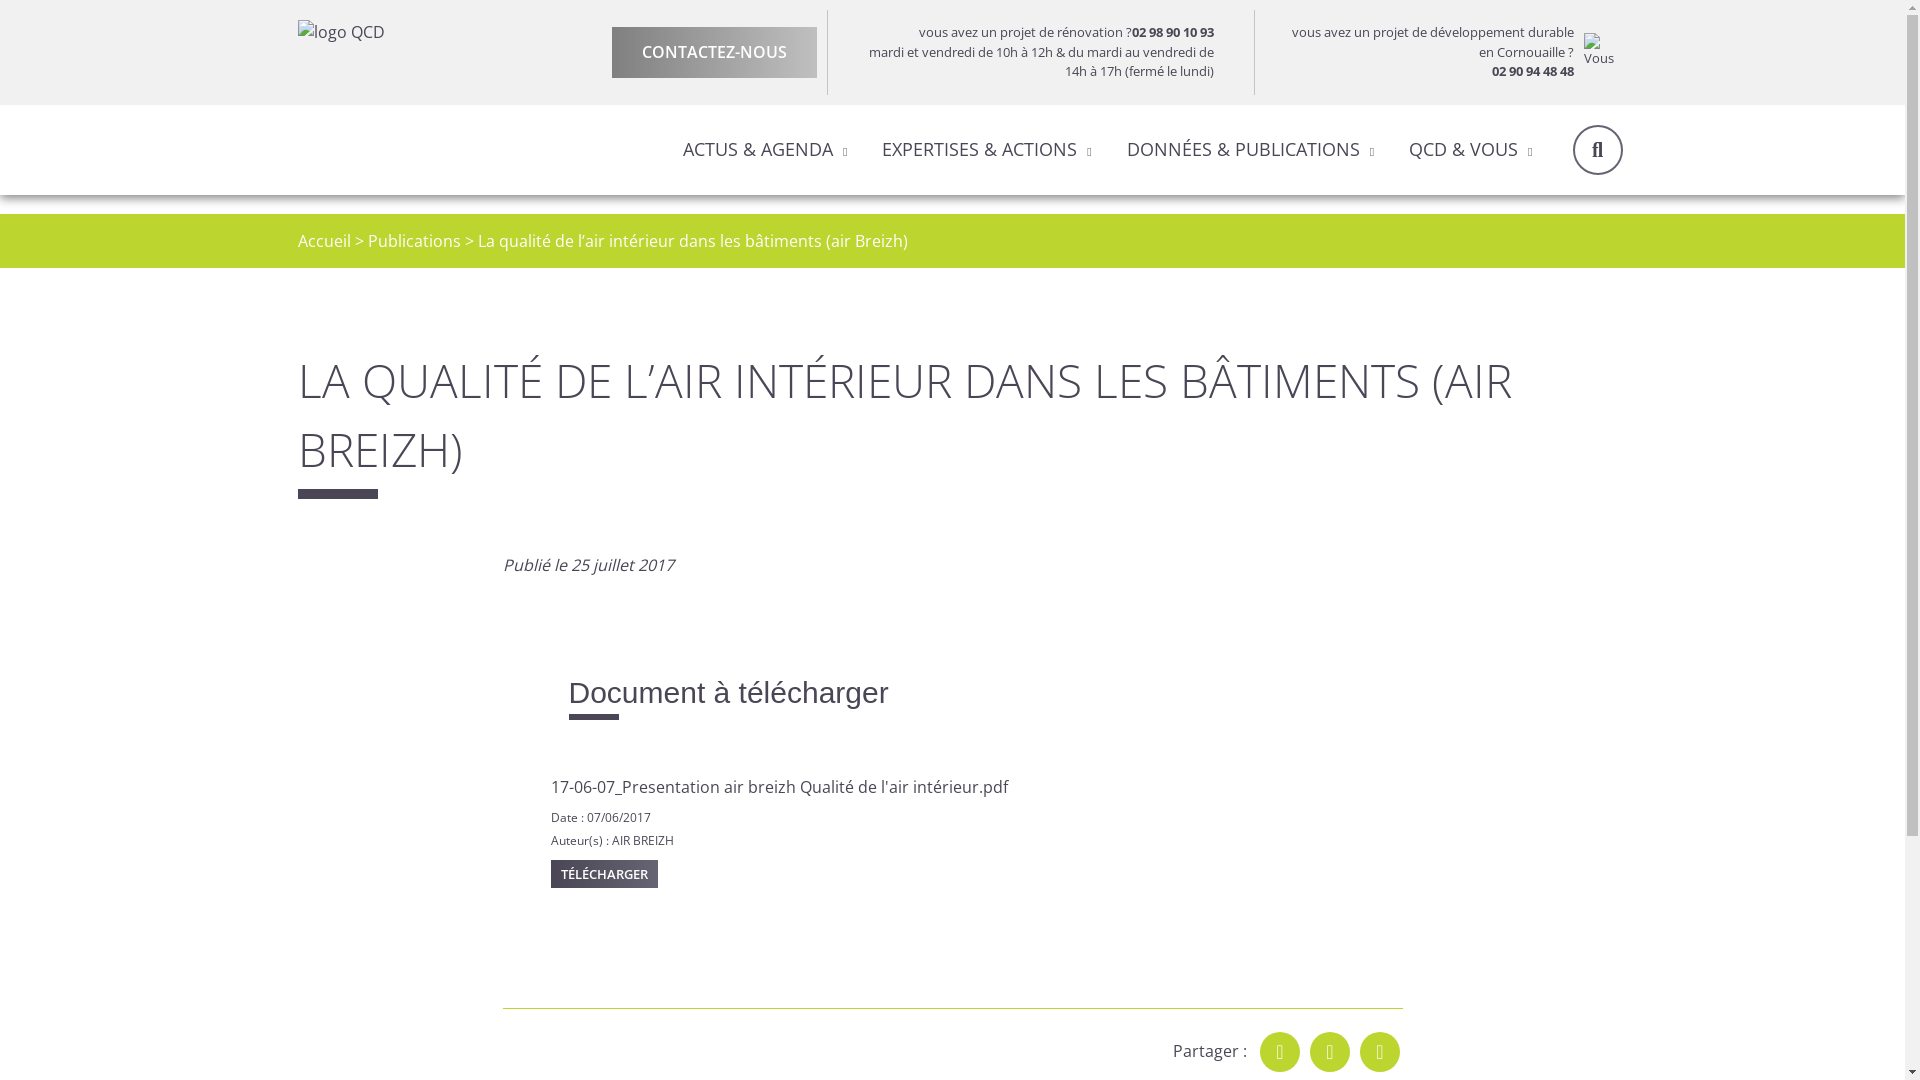 logo QCD
CONTACTEZ-NOUS
vous avez un projet de rénovation ?02 98 90 10 93
mardi et vendredi de 10h à 12h & du mardi au vendredi de
14h à 17h (fermé le lundi)
vous avez un projet de développement durable
en Cornouaille ?
02 90 94 48 48
Vous
ACTUS & AGENDA
EXPERTISES & ACTIONS
DONNÉES & PUBLICATIONS
QCD & VOUS
Accueil > Publications > La qualité de l’air intérieur dans les bâtiments (air Breizh)
LA QUALITÉ DE L’AIR INTÉRIEUR DANS LES BÂTIMENTS (AIR
BREIZH)
Publié le 25 juillet 2017
Document à télécharger
17-06-07_Presentation air breizh Qualité de l'air intérieur.pdf
Date : 07/06/2017
Auteur(s) : AIR BREIZH
TÉLÉCHARGER
Partager :